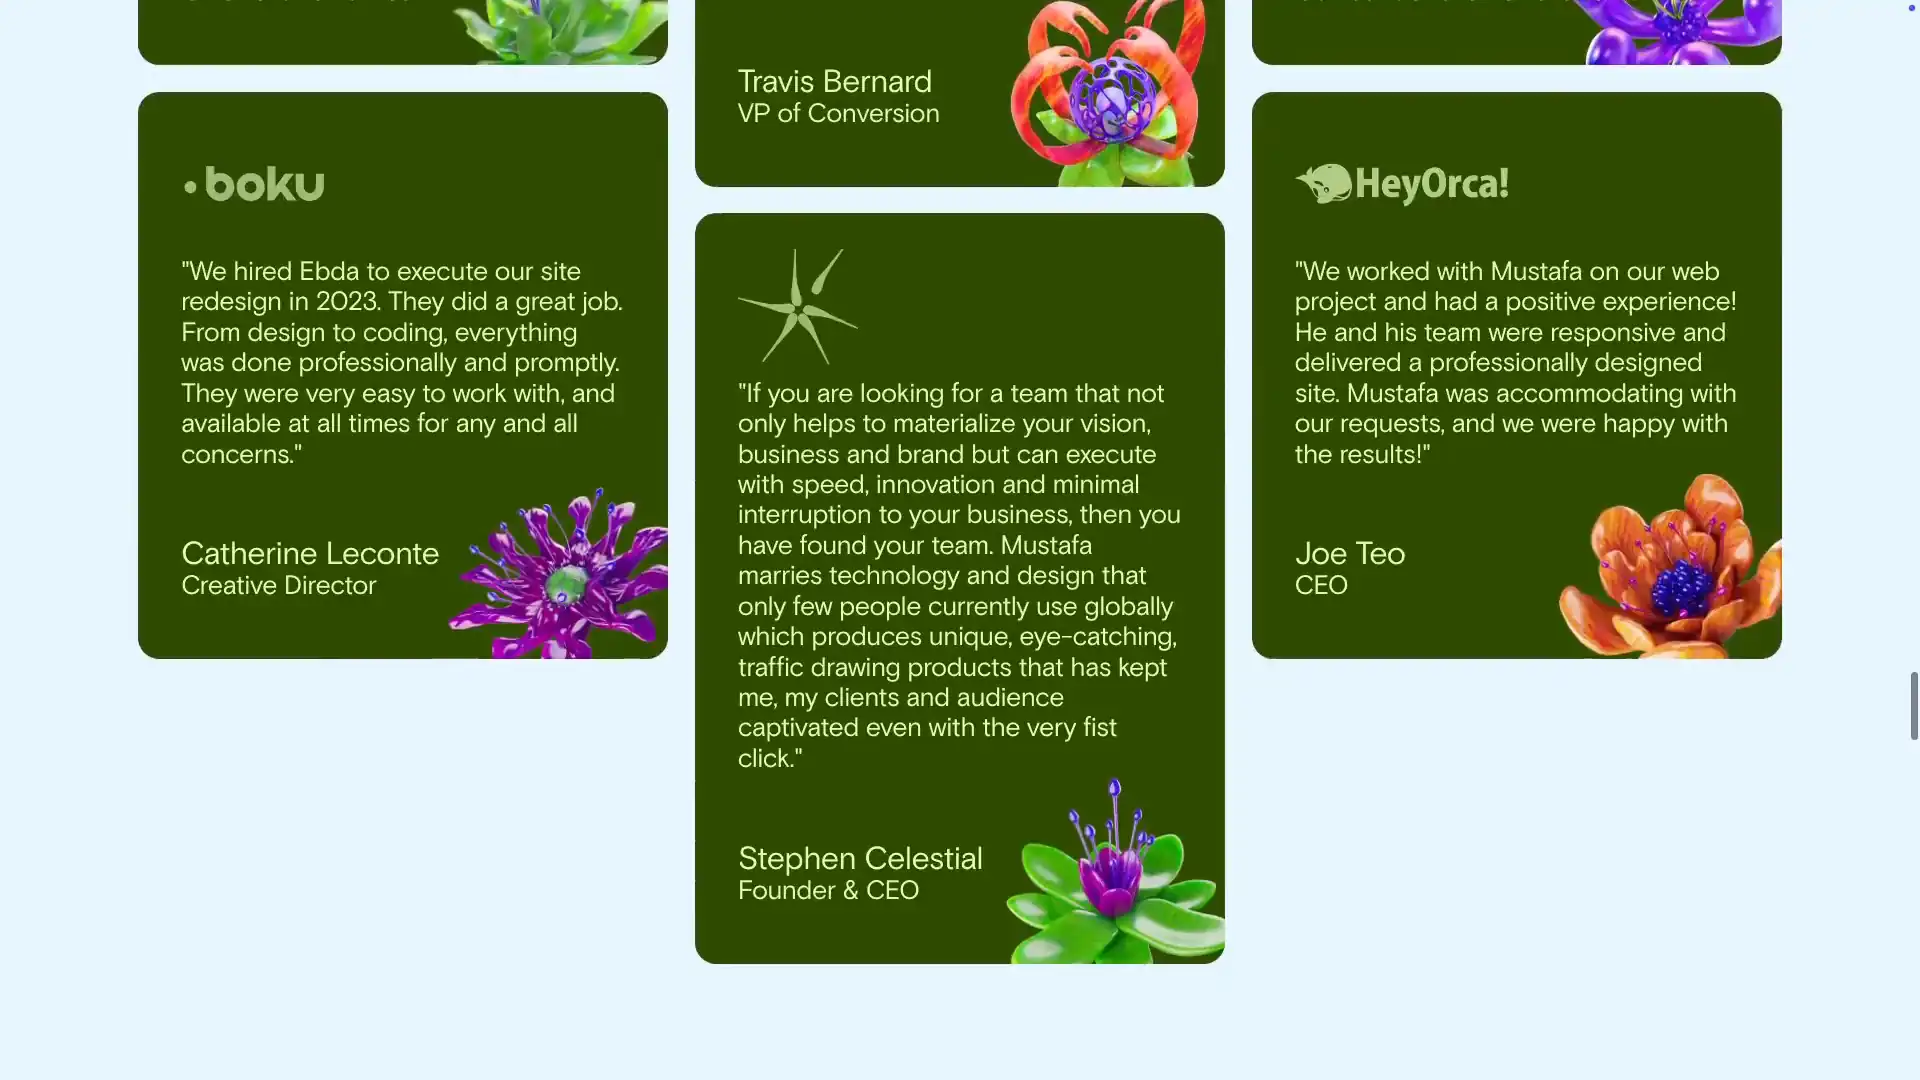 Travis Bernard
VP of Conversion
boku
"We hired Ebda to execute our site
redesign in 2023. They did a great job.
From design to coding, everything
was done professionally and promptly.
They were very easy to work with, and
available at all times for any and all
concerns."
Catherine Leconte
Creative Director
"If you are looking for a team that not
only helps to materialize your vision,
business and brand but can execute
with speed, innovation and minimal
interruption to your business, then you
have found your team. Mustafa
marries technology and design that
only few people currently use globally
which produces unique, eye-catching,
traffic drawing products that has kept
me, my clients and audience
captivated even with the very fist
click."
Stephen Celestial
Founder & CEO
HeyOrca!
"We worked with Mustafa on our web
project and had a positive experience!
He and his team were responsive and
delivered a professionally designed
site. Mustafa was accommodating with
our requests, and we were happy with
the results!"
Joe Teo
CEO